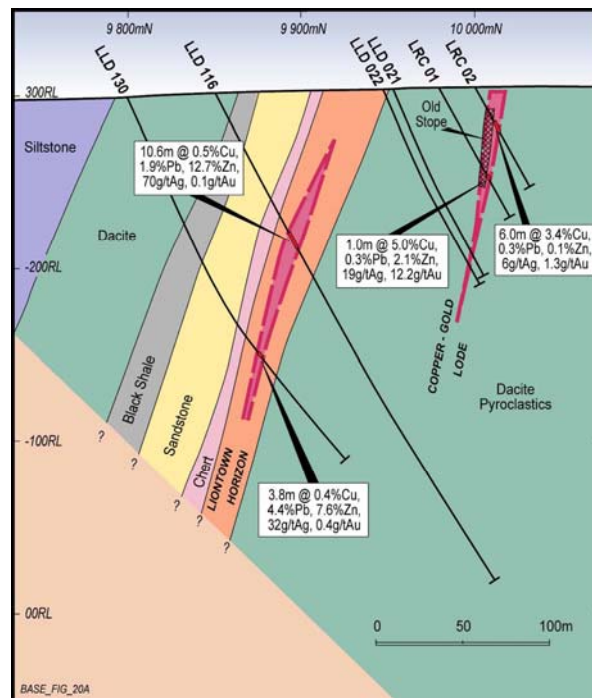 9 800mN
9 900mN
10 000mN
LLD 130
LLD 116
LLD 022
LLD 021
LRC 01
LRC 02
300RL
Siltstone
Old
Stope
10.6m @ 0.5%Cu,
1.9%Pb, 12.7%Zn,
70g/tAg, 0.1g/tAu
Dacite
1.0m @ 5.0%Cu,
0.3%Pb, 2.1%Zn,
19g/tAg, 12.2g/tAu
6.0m @ 3.4%Cu,
0.3%Pb, 0.1%Zn,
6g/tAg, 1.3g/tAu
-200RL
COPPER - GOLD
LODE
Black Shale
Sandstone
Chert
LIONTOWN
HORIZON
Dacite
Pyroclastics
-100RL
?
?
?
?
?
3.8m @ 0.4%Cu,
4.4%Pb, 7.6%Zn,
32g/tAg, 0.4g/tAu
00RL
0
50
100m
BASE_FIG_20A